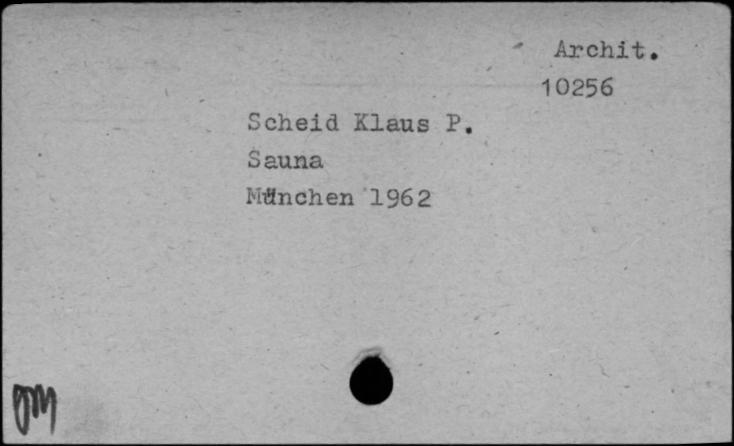 Archit.
10256
Scheid Klaus P.
Sauna
München 1962